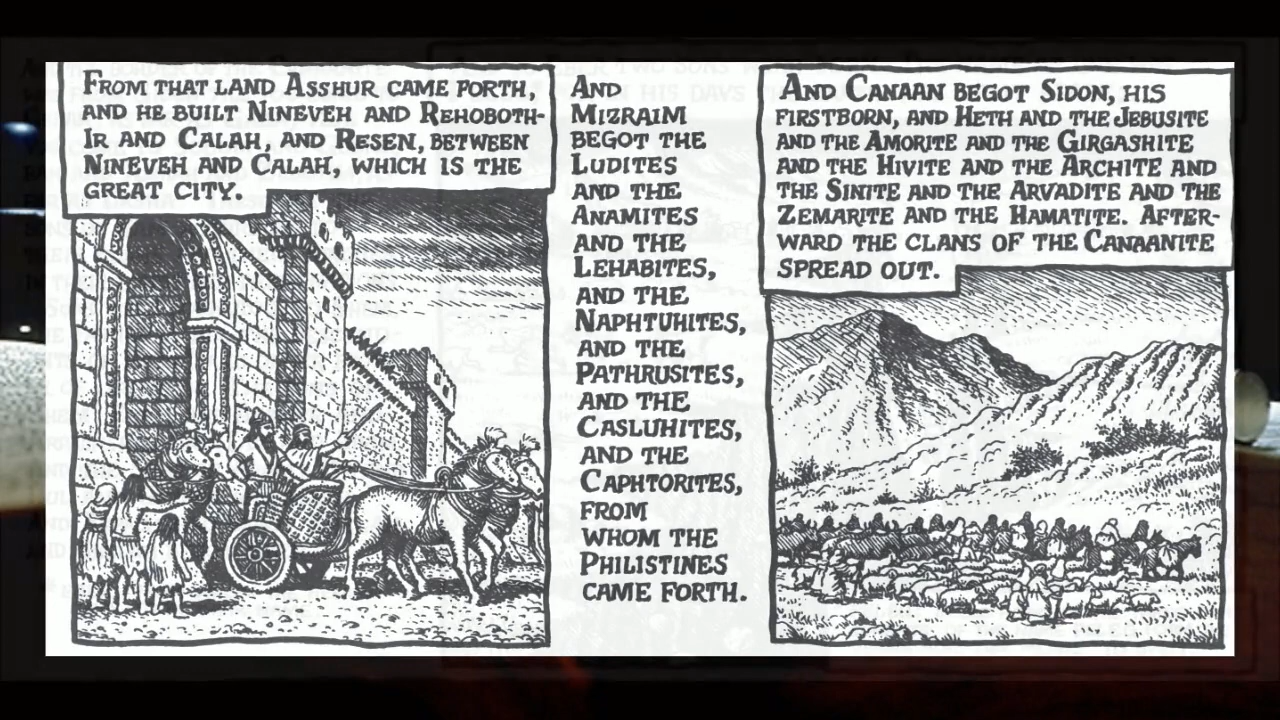 FROM THAT LAND ASSHUR CAME FORTH,
AND HE BUILT NINEVEH AND REHOBOTH-
IR AND CALAH, AND RESEN, BETWEEN
NINEVEH AND CALAH, WHICH IS THE
GREAT CITY.
AND
MIZRAIM
BEGOT THE
LUDITES
AND THE
ANAMITES
AND THE
LEHABITES,
AND THE
NAPHTUHITES,
AND THE
PATHRUSITES,
AND THE
CASLUHITES,
AND THE
CAPHTORITES,
FROM
WHOM THE
PHILISTINES
CAME FORTH.
AND CANAAN BEGOT SIDON, HIS
FIRSTBORN, AND HETH AND THE JEBUSITE
AND THE AMORITE AND THE GIRGASHITE
AND THE HIVITE AND THE ARCHITE AND
THE SINITE AND THE ARVADITE AND THE
ZEMARITE AND THE HAMATITE. AFTER-
WARD THE CLANS OF THE CANAANITE
SPREAD OUT.